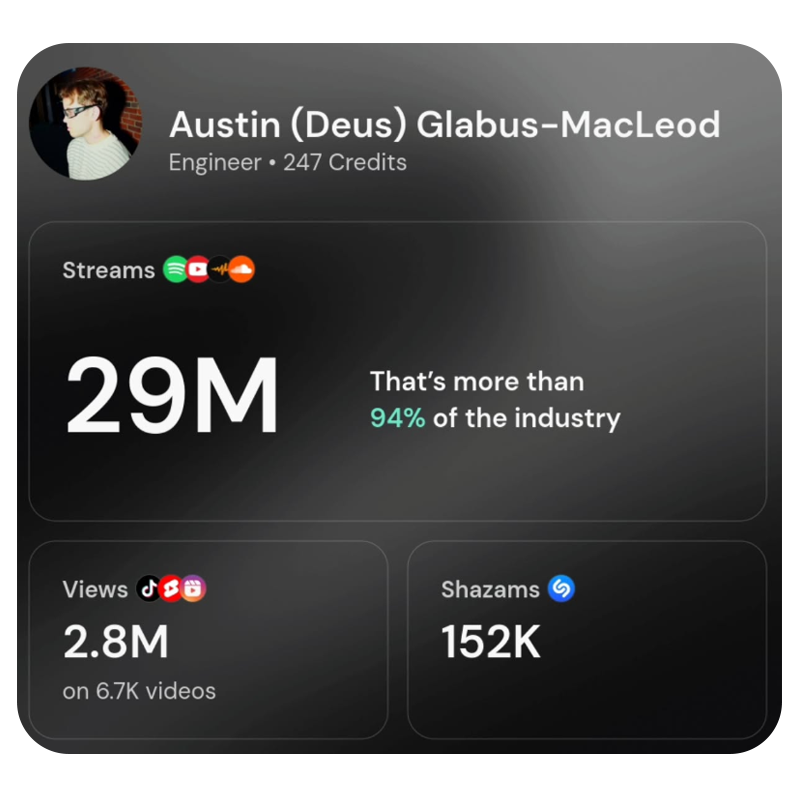 Austin (Deus) Glabus-MacLeod
Engineer • 247 Credits
Streams
29M
That’s more than
94% of the industry
Views
2.8M
on 6.7K videos
Shazams
152K